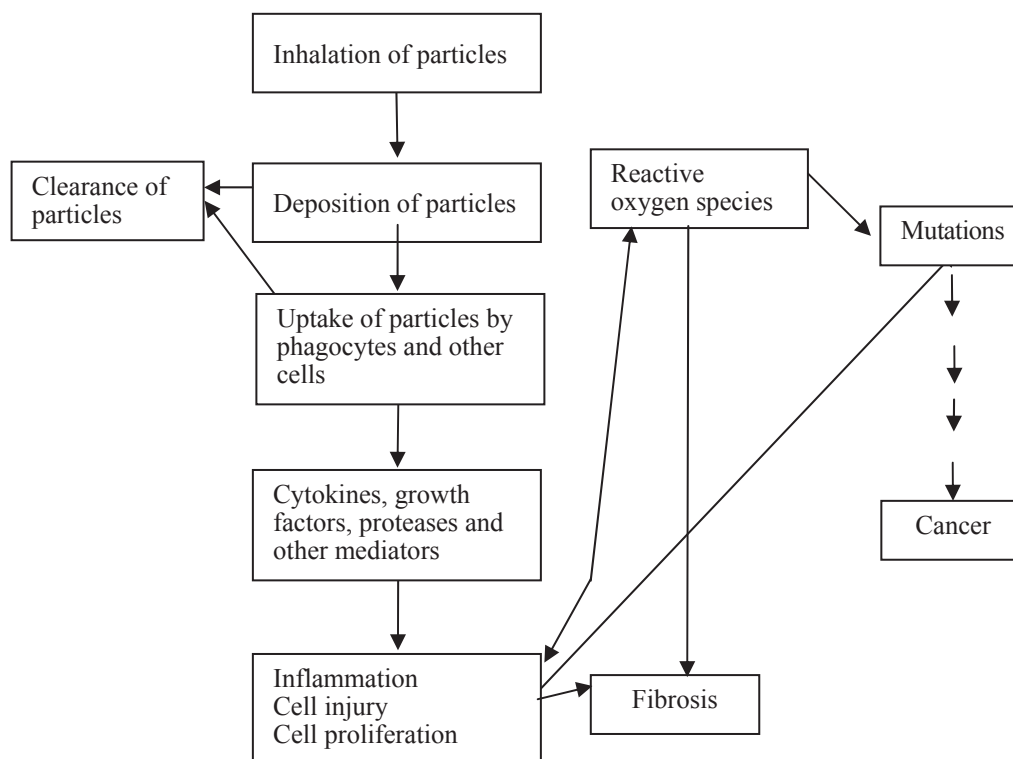 Inhalation of particles
Clearance of
particles
Deposition of particles
Reactive
oxygen species
Mutations
Uptake of particles by
phagocytes and other
cells
Cytokines, growth
factors, proteases and
other mediators
Cancer
Inflammation
Cell injury
Cell proliferation
Fibrosis